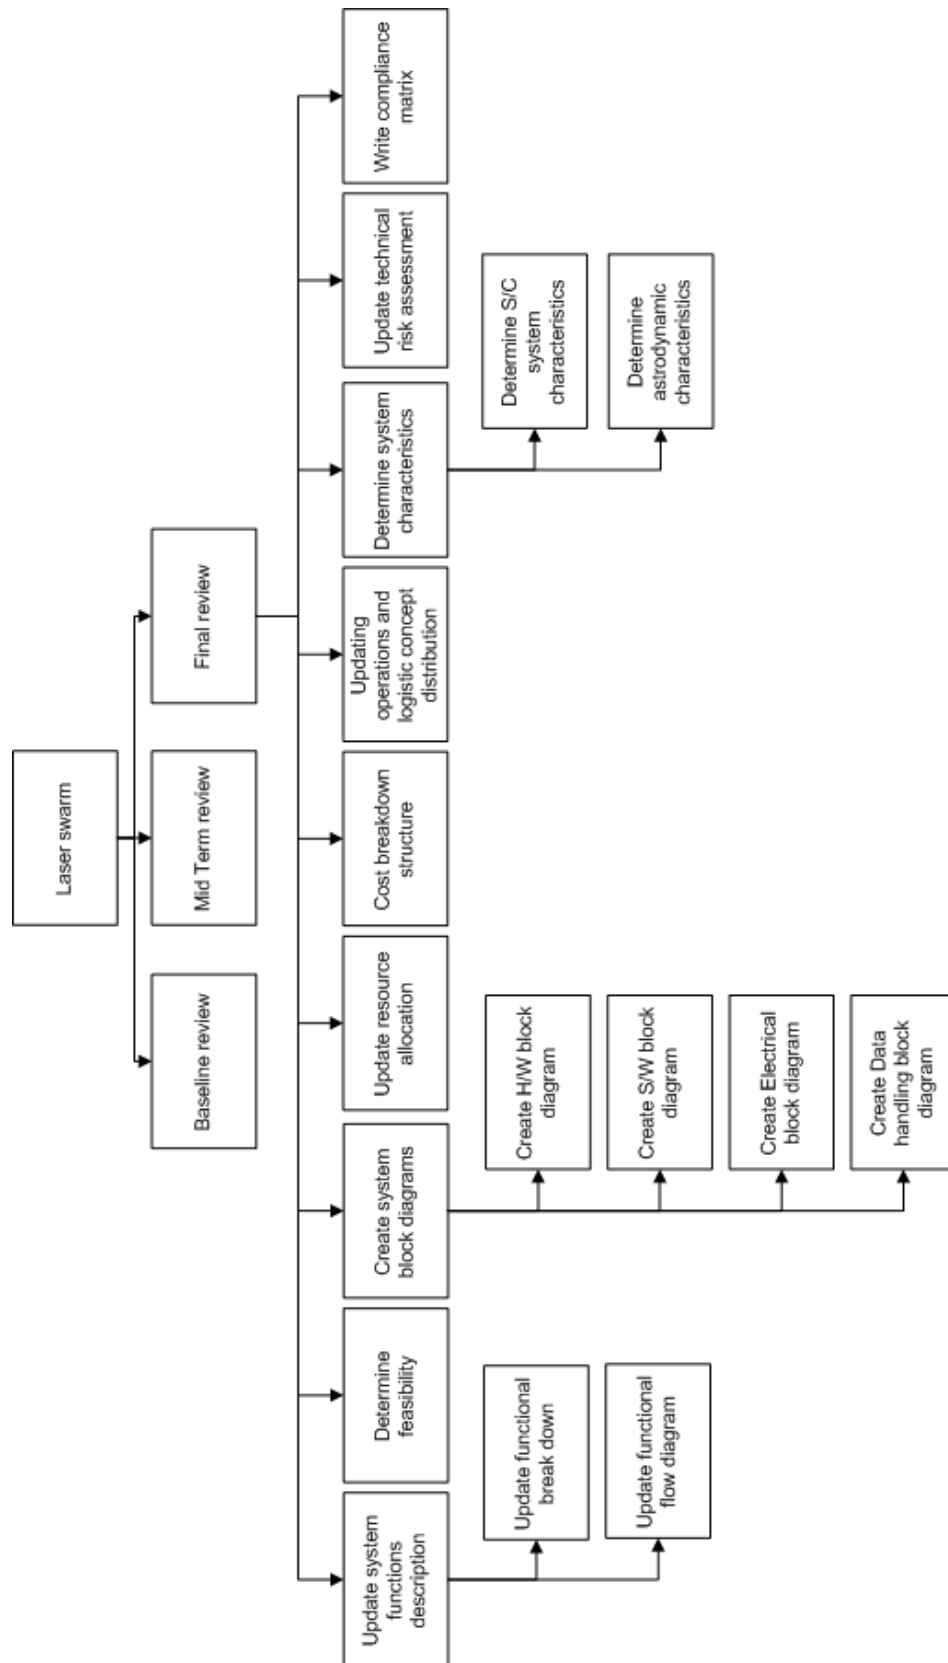 Laser swarm
Baseline review
Mid Term review
Final review
Update system
functions
description
Determine
feasibility
Create system
block diagrams
Update resource
allocation
Cost breakdown
structure
Updating
operations and
logistic concept
distribution
Determine system
characteristics
Update technical
risk assessment
Write compliance
matrix
Update functional
break down
Update functional
flow diagram
Create H/W block
diagram
Create S/W block
diagram
Create Electrical
block diagram
Create Data
handling block
diagram
Determine S/C
system
characteristics
Determine
astrodynamic
characteristics